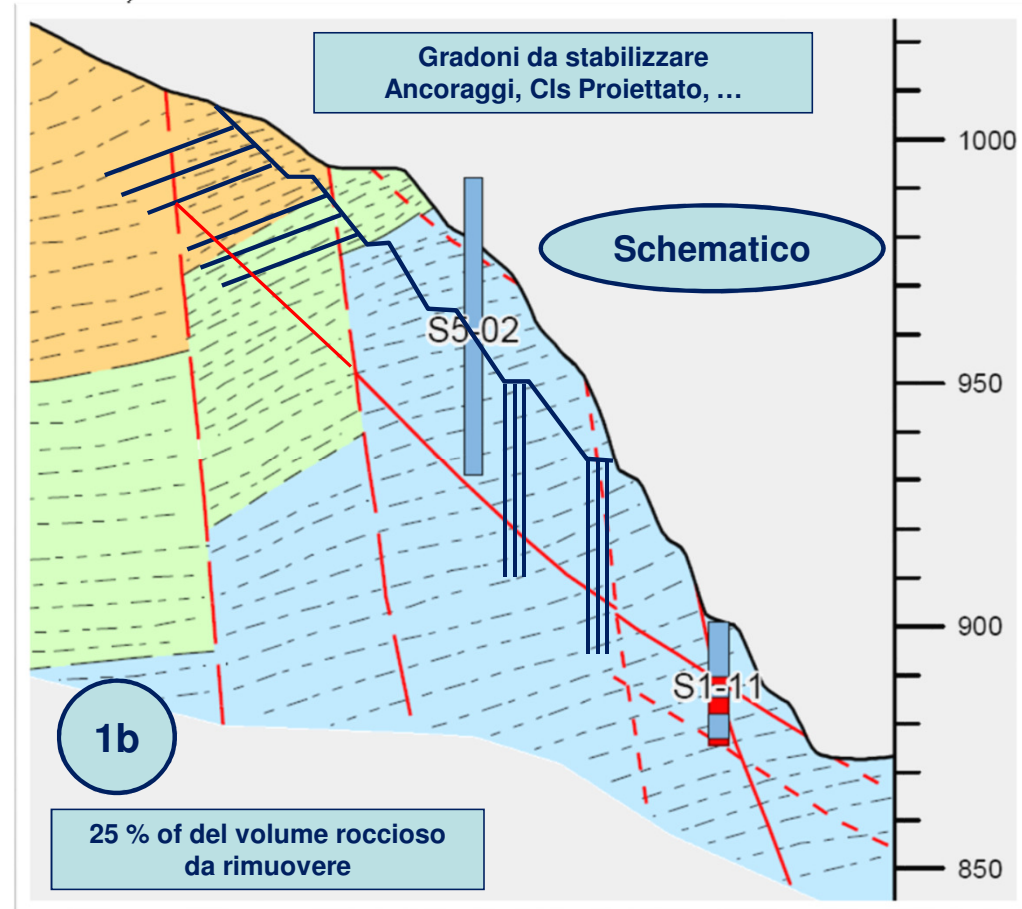 Gradoni da stabilizzare
Ancoraggi, Cls Proiettato, …
1000
Schematico
S5-02
950
900
S1-11
1b
25 % of del volume roccioso
da rimuovere
850